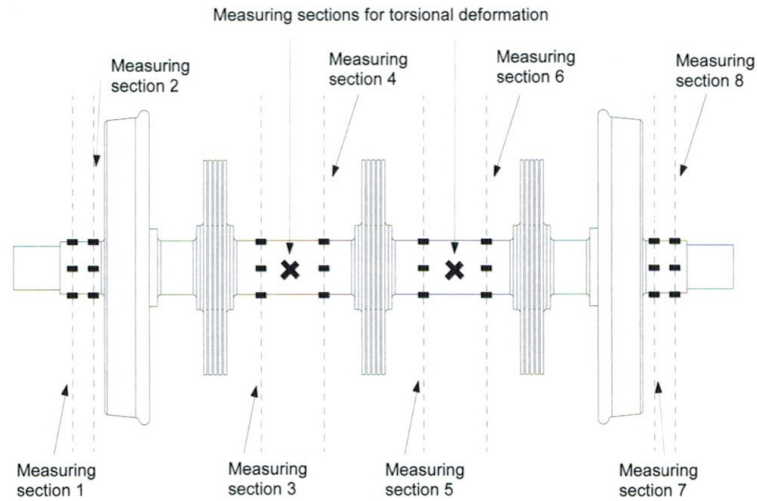 Measuring sections for torsional deformation
Measuring
section 2
Measuring
section 4
Measuring
section 6
Measuring
section 8
Measuring
section 1
Measuring
section 3
Measuring
section 5
Measuring
section 7